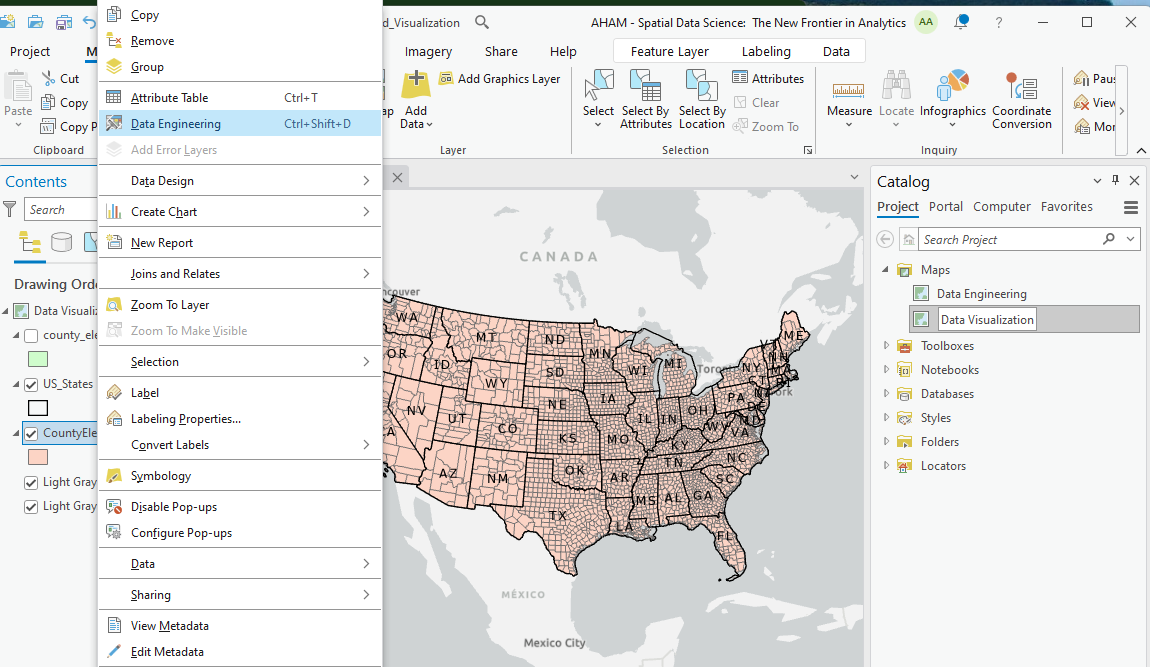 d_Visualization
AHAM - Spatial Data Science: The New Frontier in Analytics
AA
?
Project
M
Imagery
Share
Help
Feature Layer
Labeling
Data
Paste
Cut
Copy
Copy P
Clipboard
ap
Add
Data
Add Graphics Layer
Layer
Select
Select By
Attributes
Select By
Location
Attributes
Clear
Zoom To
Selection
Measure
Locate
Infographics
Coordinate
Conversion
Inquiry
Pau
View
Mor
Contents
Search
Drawing Orde
Data Visualiz
county_ele
US_States
CountyEle
Light Gray
Light Gray
Copy
Remove
Group
Attribute Table Ctrl+T
Data Engineering Ctrl+Shift+D
Add Error Layers
Data Design
Create Chart
New Report
Joins and Relates
Zoom To Layer
Zoom To Make Visible
Selection
Label
Labeling Properties...
Convert Labels
Symbology
Disable Pop-ups
Configure Pop-ups
Data
Sharing
View Metadata
Edit Metadata
CANADA
ncouver
WA
MT
ND
MN
ME
OR
ID
SD
WI
MI
Toron
VT
NH
NY
MA
WY
IA
PA
CT
RI
NV
UT
NE
IL
IN
OH
NJ
ork
A
CO
KS
MO
WV
MD
DE
VA
KY
AZ
NM
OK
AR
TN
NC
SC
TX
LA
MS
AL
GA
FL
MÉXICO
Mexico City
Catalog
Project
Portal
Computer
Favorites
Search Project
Maps
Data Engineering
Data Visualization
Toolboxes
Notebooks
Databases
Styles
Folders
Locators